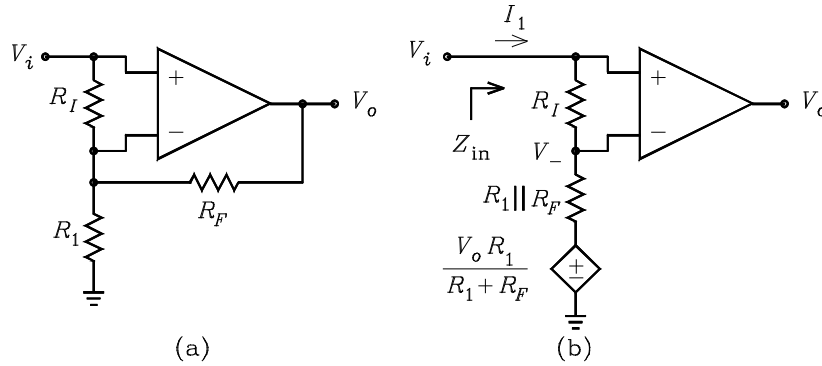 V_i
R_I
+
−
V_o
R_F
R_1
(a)
I_1
V_i
Z_in
R_I
+
−
V_o
V_−
R_1||R_F
V_o R_1
R_1 + R_F
+
−
(b)